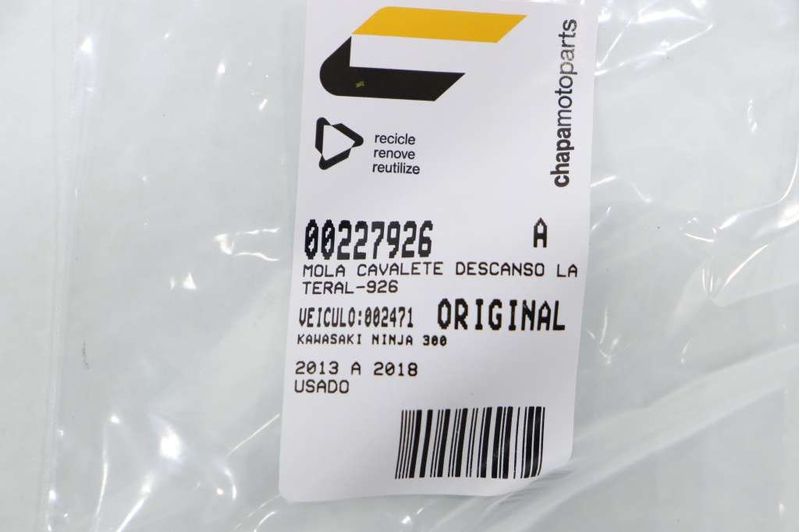 chapamotoparts
recicle
renove
reutilize
00227926 A
MOLA CAVALETE DESCANSO LA
TERAL-926
VEICULO:002471 ORIGINAL
KAWASAKI NINJA 300
2013 A 2018
USADO